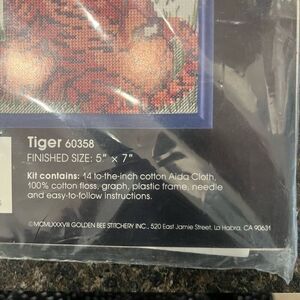 Tiger 60358
FINISHED SIZE: 5" × 7"
Kit contains: 14 to-the-inch cotton Aida Cloth,
100% cotton floss, graph, plastic frame, needle
and easy-to-follow instructions.
©MCMLXXXVIII GOLDEN BEE STITCHERY INC., 520 East Jamie Street, La Habra, CA 90631